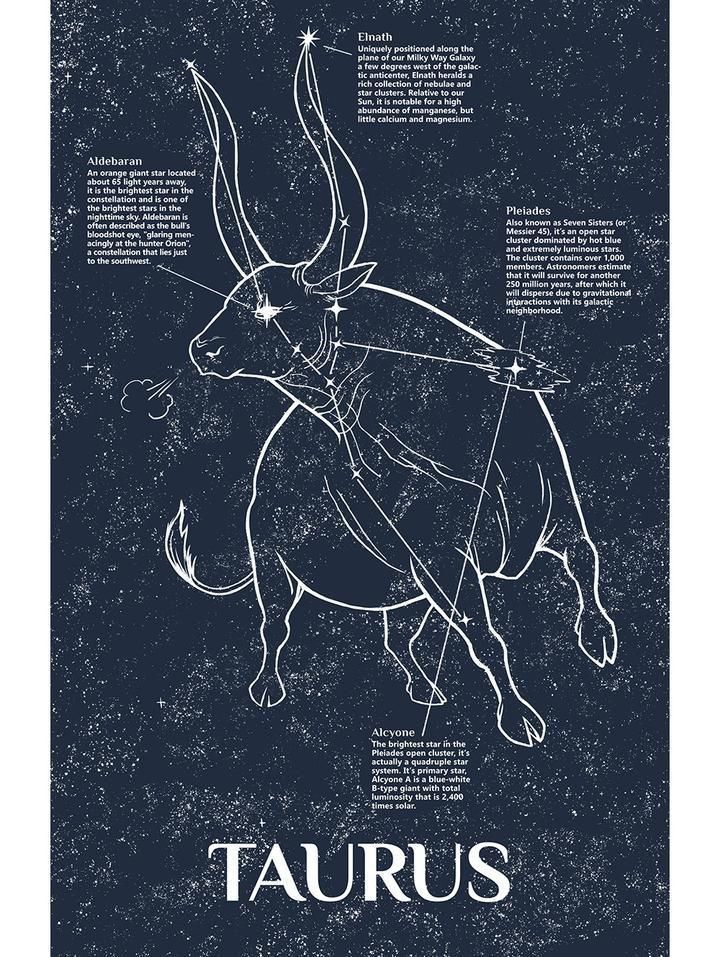 Elnath
Uniquely positioned along the
plane of our Milky Way Galaxy
a few degrees west of the galac-
tic anticenter, Elnath heralds a
rich collection of nebulae and
star clusters. Relative to our
Sun, it is notable for a high
abundance of manganese, but
little calcium and magnesium.
Aldebaran
An orange giant star located
about 65 light years away,
it is the brightest star in the
constellation and is one of
the brightest stars in the
nighttime sky. Aldebaran is
often described as the bull's
bloodshot eye, "glaring men-
acingly at the hunter Orion",
a constellation that lies just
to the southwest.
Pleiades
Also known as Seven Sisters (or
Messier 45), it's an open star
cluster dominated by hot blue
and extremely luminous stars.
The cluster contains over 1,000
members. Astronomers estimate
that it will survive for another
250 million years, after which it
will disperse due to gravitational
interactions with its galactic
neighborhood.
Alcyone
The brightest star in the
Pleiades open cluster, it's
actually a quadruple star
system. It's primary star,
Alcyone A is a blue-white
B-type giant with total
luminosity that is 2,400
times solar.
TAURUS